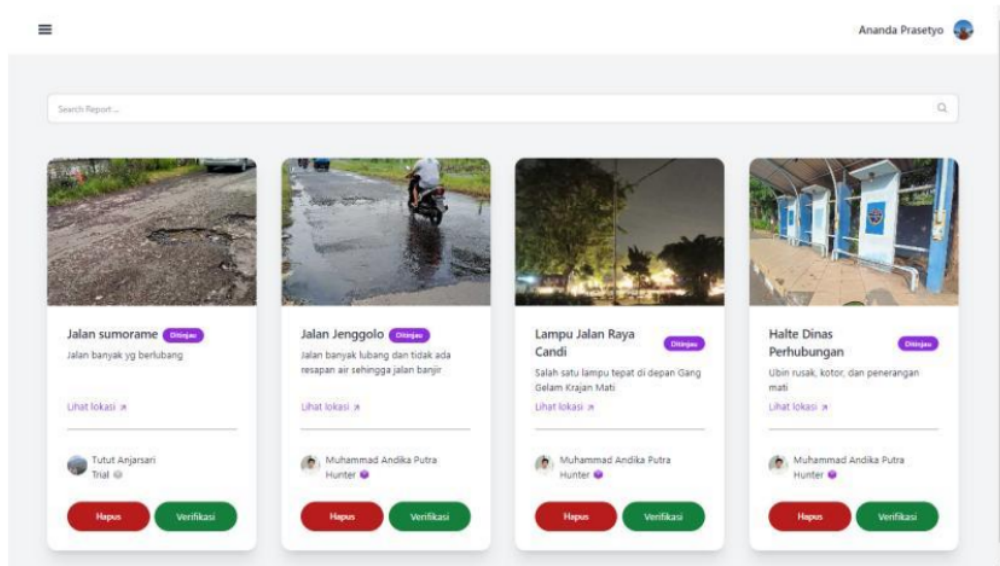 Ananda Prasetyo
Search Report ...
Jalan sumorame Ditinjau
Jalan banyak yg berlubang
Lihat lokasi
Tutut Anjarsari
Trial
Hapus Verifikasi
Jalan Jenggolo Ditinjau
Jalan banyak lubang dan tidak ada
resapan air sehingga jalan banjir
Lihat lokasi
Muhammad Andika Putra
Hunter
Hapus Verifikasi
Lampu Jalan Raya
Candi
Ditinjau
Salah satu lampu tepat di depan Gang
Gelam Krajan Mati
Lihat lokasi
Muhammad Andika Putra
Hunter
Hapus Verifikasi
Halte Dinas
Perhubungan
Ditinjau
Ubin rusak, kotor, dan penerangan
mati
Lihat lokasi
Muhammad Andika Putra
Hunter
Hapus Verifikasi